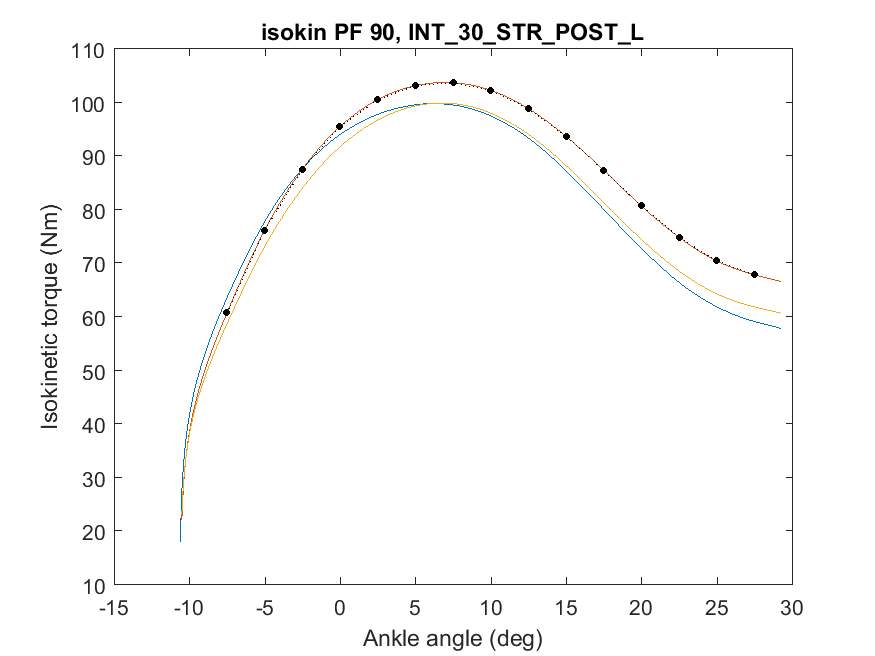 isokin PF 90, INT_30_STR_POST_L
110
100
90
80
70
60
50
40
30
20
10
Isokinetic torque (Nm)
-15 -10 -5 0 5 10 15 20 25 30
Ankle angle (deg)